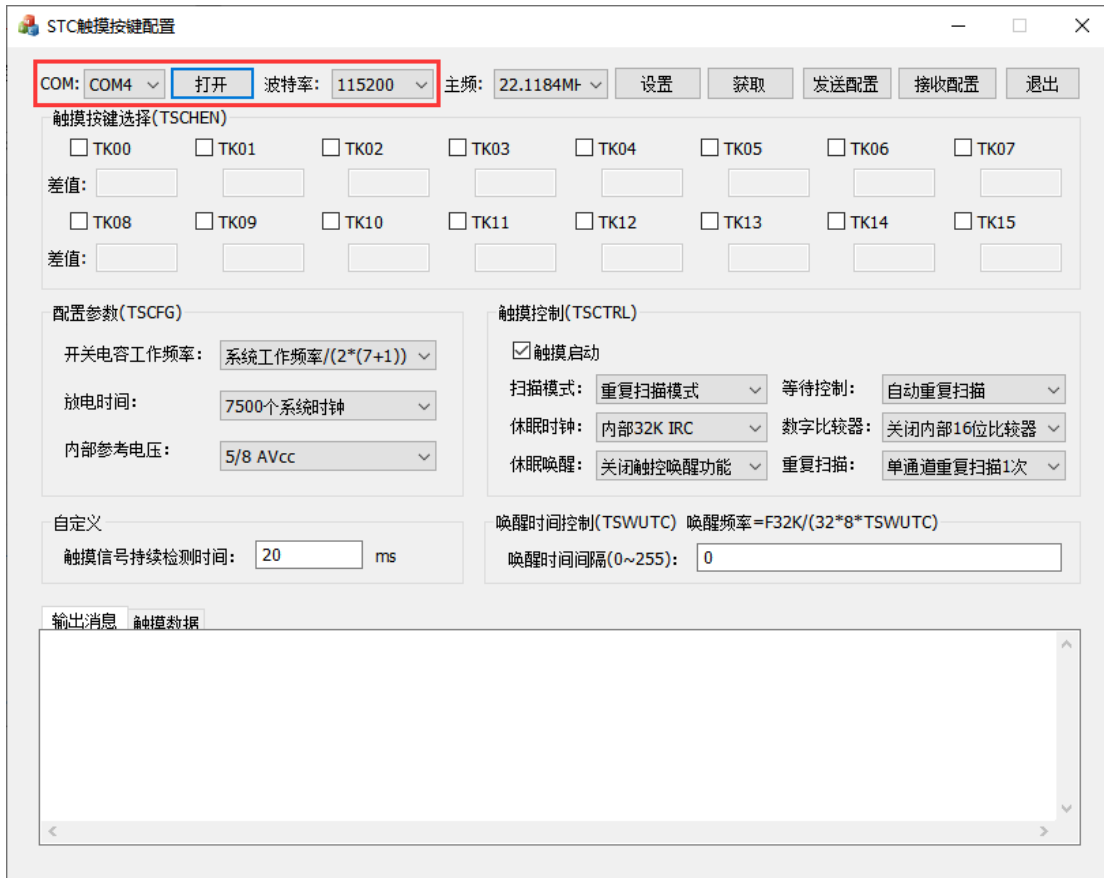 STC触摸按键配置
COM: COM4 打开 波特率: 115200 主频: 22.1184MH 设置 获取 发送配置 接收配置 退出
触摸按键选择(TSCHEN)
TK00 TK01 TK02 TK03 TK04 TK05 TK06 TK07
差值:
TK08 TK09 TK10 TK11 TK12 TK13 TK14 TK15
差值:
配置参数(TSCFG)
开关电容工作频率: 系统工作频率/(2*(7+1))
放电时间: 7500个系统时钟
内部参考电压: 5/8 AVcc
触摸控制(TSCTRL)
触摸启动
扫描模式: 重复扫描模式 等待控制: 自动重复扫描
休眠时钟: 内部32K IRC 数字比较器: 关闭内部16位比较器
休眠唤醒: 关闭触控唤醒功能 重复扫描: 单通道重复扫描1次
自定义
触摸信号持续检测时间: 20 ms
唤醒时间控制(TSWUTC) 唤醒频率=F32K/(32*8*TSWUTC)
唤醒时间间隔(0~255): 0
输出消息 触摸数据